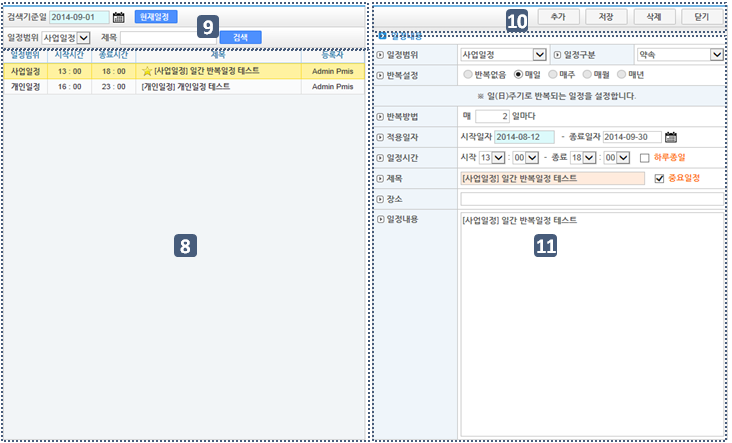 검색기준일 2014-09-01 현재일정
9
일정범위 사업일정 제목 검색
일정범위 시작시간 종료시간 제목 등록자
사업일정 13 : 00 18 : 00 [사업일정] 일간 반복일정 테스트 Admin Pmis
개인일정 16 : 00 23 : 00 [개인일정] 개인일정 테스트 Admin Pmis
8
10 추가 저장 삭제 닫기
일정내용
일정범위 사업일정 일정구분 약속
반복설정 반복없음 매일 매주 매월 매년
※ 일(日)주기로 반복되는 일정을 설정합니다.
반복방법 매 2 일마다
적용일자 시작일자 2014-08-12 - 종료일자 2014-09-30
일정시간 시작 13 : 00 - 종료 18 : 00 하루종일
제목 [사업일정] 일간 반복일정 테스트 중요일정
장소
일정내용 [사업일정] 일간 반복일정 테스트
11